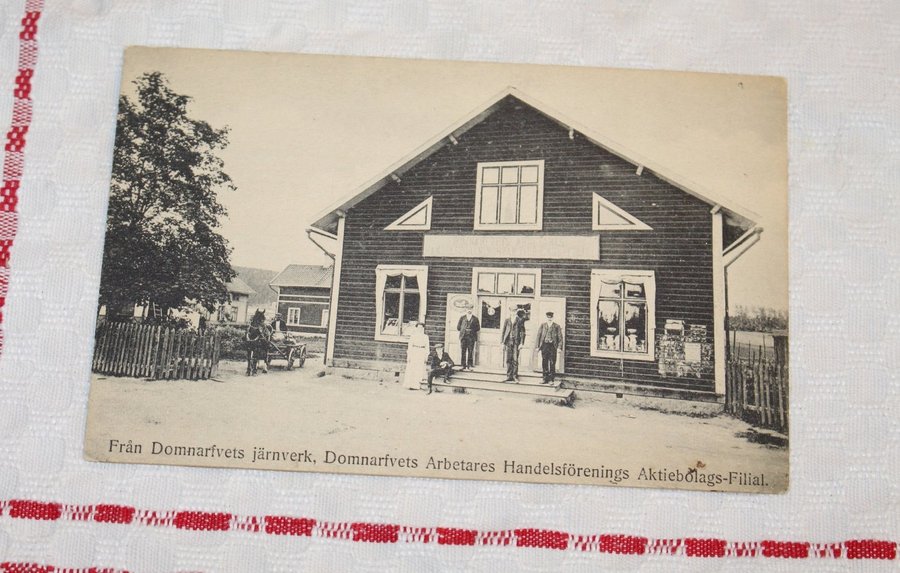 Från Domnarfvets järnverk, Domnarfvets Arbetares Handelsförenings Aktiebolags-Filial.